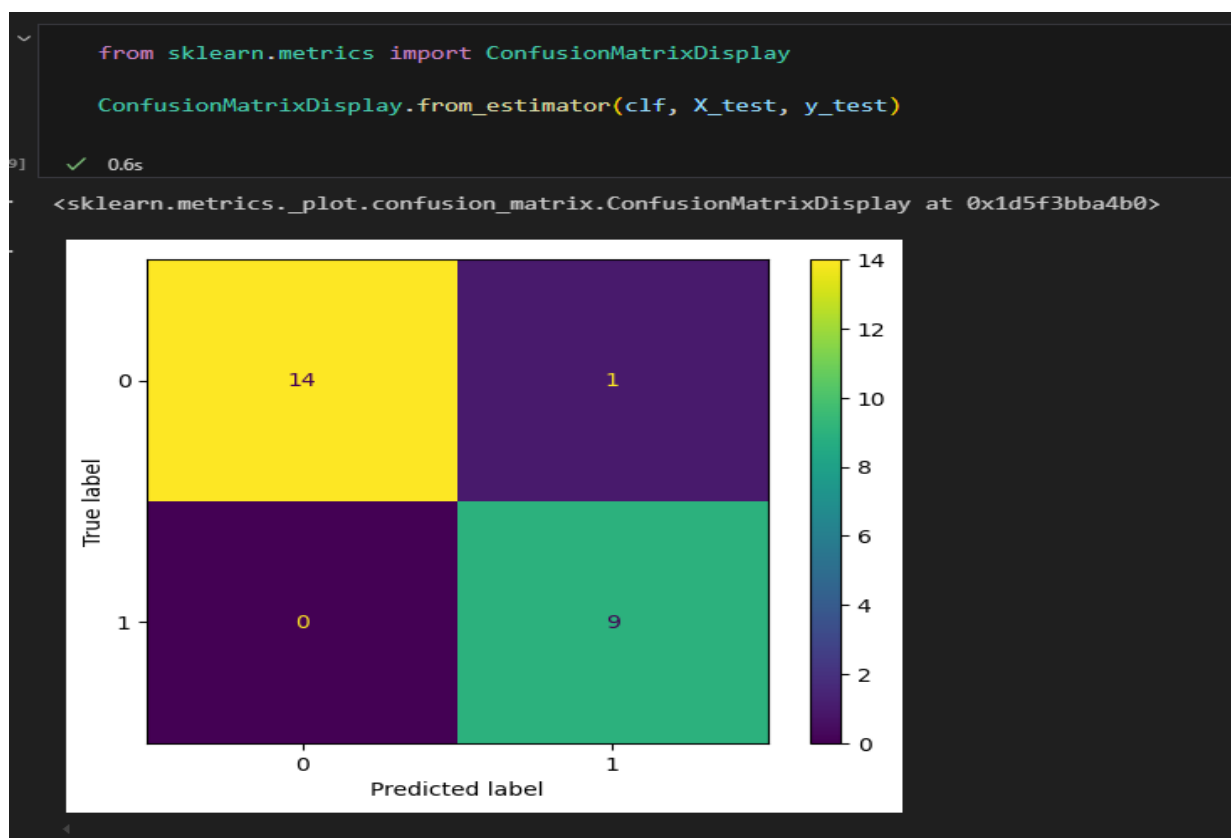 from sklearn.metrics import ConfusionMatrixDisplay
ConfusionMatrixDisplay.from_estimator(clf, X_test, y_test)
9]
0.6s
<sklearn.metrics._plot.confusion_matrix.ConfusionMatrixDisplay at 0x1d5f3bba4b0>
14
12
10
8
6
4
2
0
True label
0
14
1
1
0
9
0
1
Predicted label